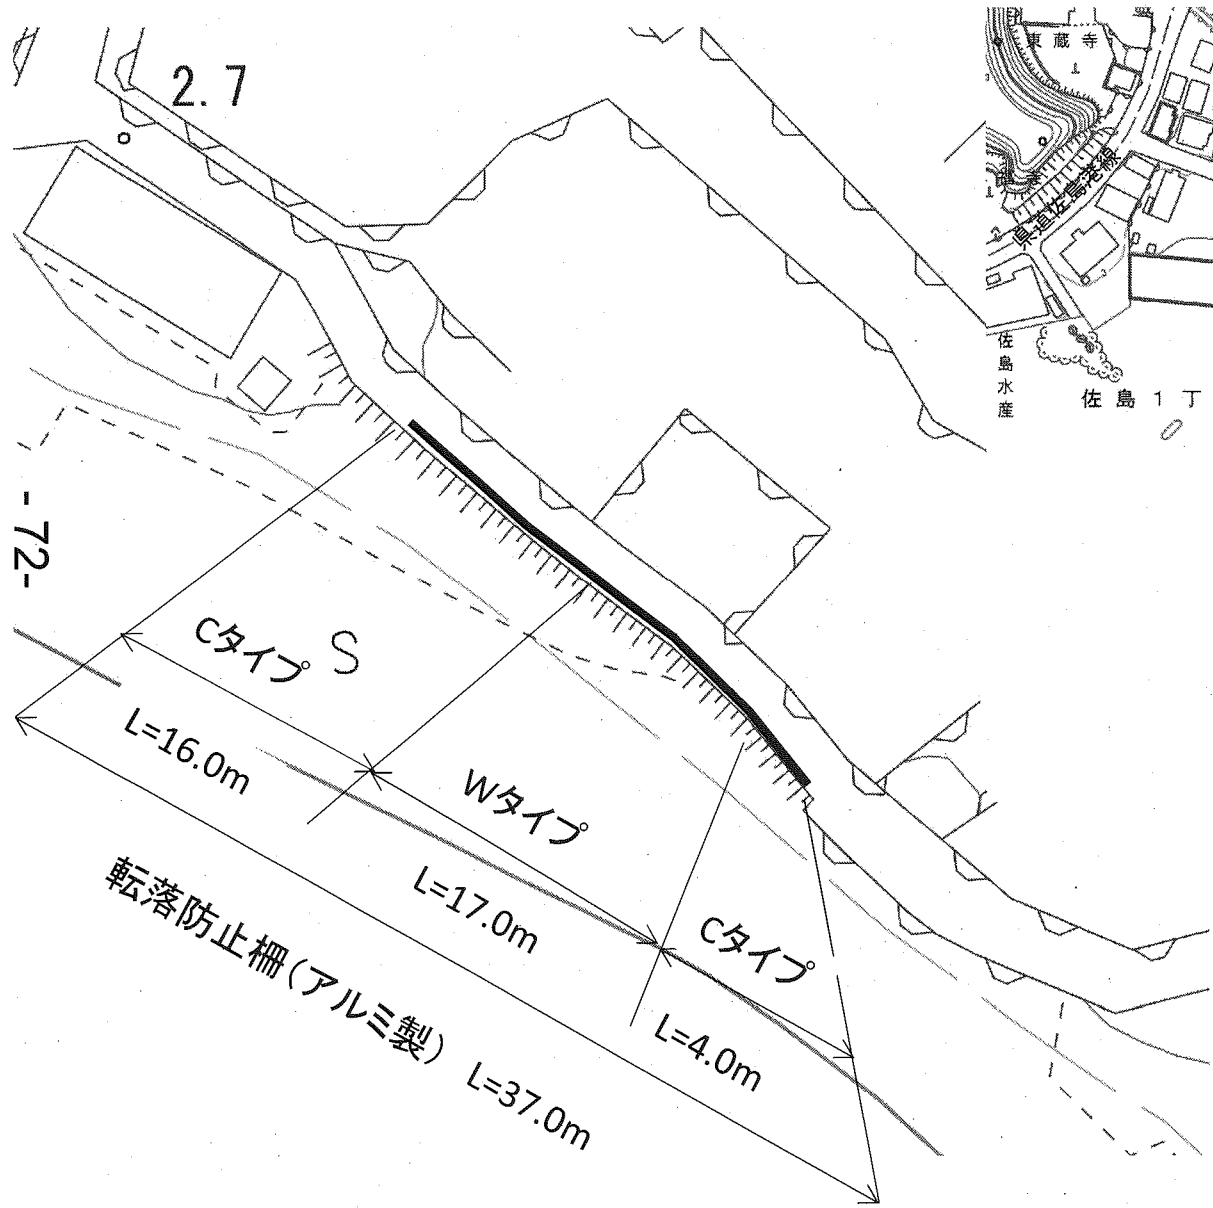 2.7
東蔵寺
県道佐島港線
佐島水産
佐島1丁
-72-
Cタイプ
S
L=16.0m
Wタイプ
L=17.0m
Cタイプ
L=4.0m
転落防止柵(アルミ製) L=37.0m